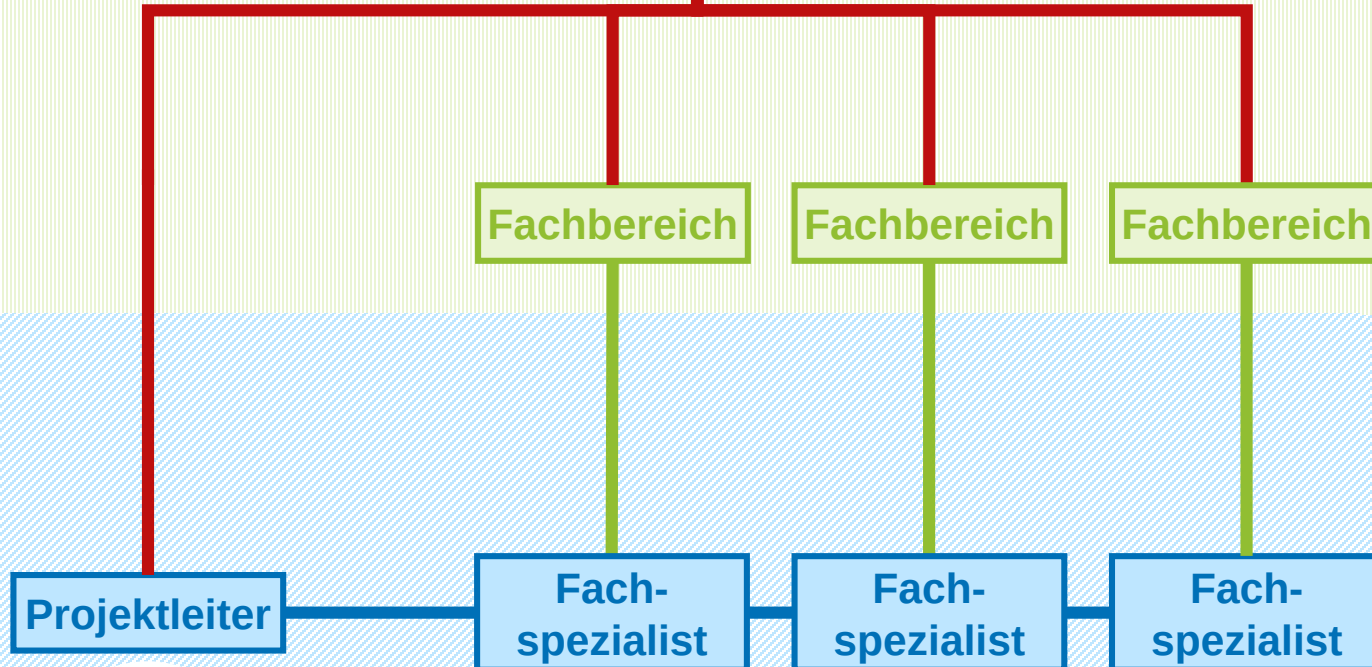 Fachbereich Fachbereich Fachbereich
Projektleiter
Fach-
spezialist
Fach-
spezialist
Fach-
spezialist